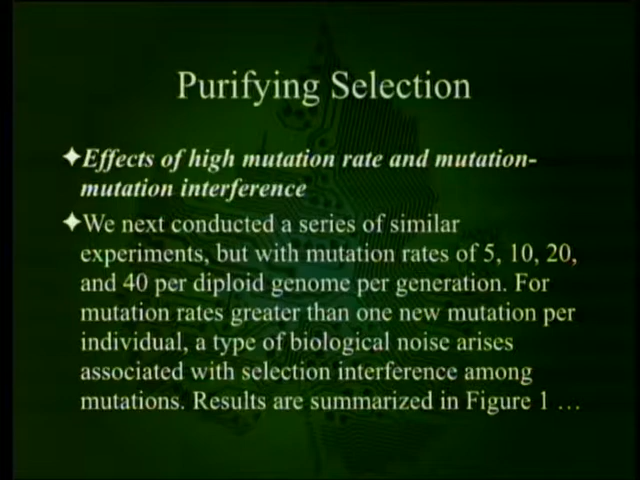 Purifying Selection
✦Effects of high mutation rate and mutation-
mutation interference
✦We next conducted a series of similar
experiments, but with mutation rates of 5, 10, 20,
and 40 per diploid genome per generation. For
mutation rates greater than one new mutation per
individual, a type of biological noise arises
associated with selection interference among
mutations. Results are summarized in Figure 1 …